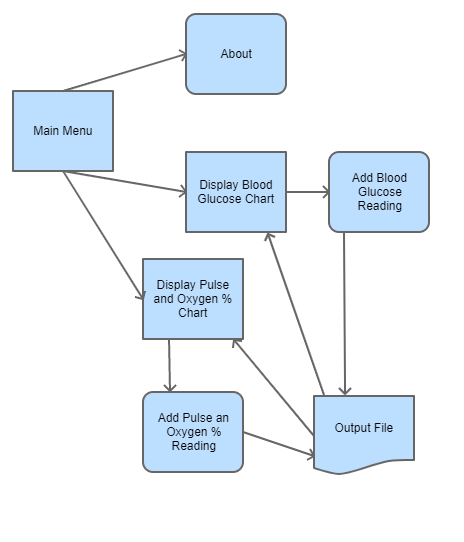 About
Main Menu
Display Blood
Glucose Chart
Add Blood
Glucose
Reading
Display Pulse
and Oxygen %
Chart
Add Pulse an
Oxygen %
Reading
Output File